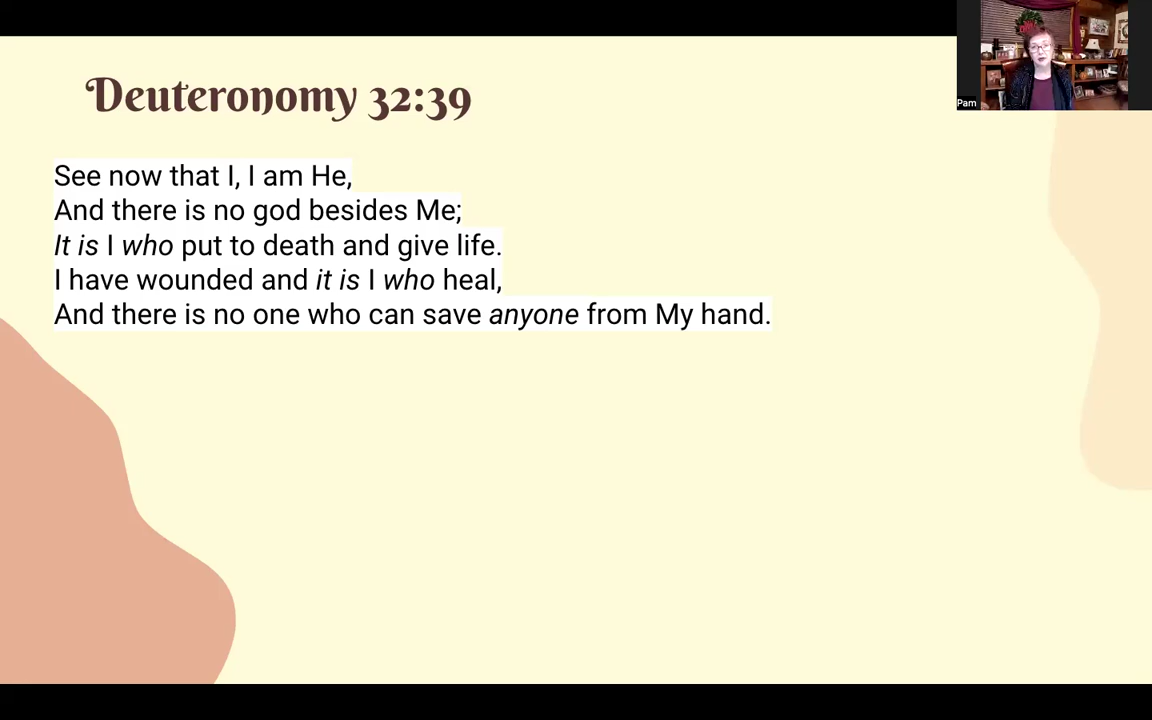 Deuteronomy 32:39
See now that I, I am He,
And there is no god besides Me;
It is I who put to death and give life.
I have wounded and it is I who heal,
And there is no one who can save anyone from My hand.
Pam